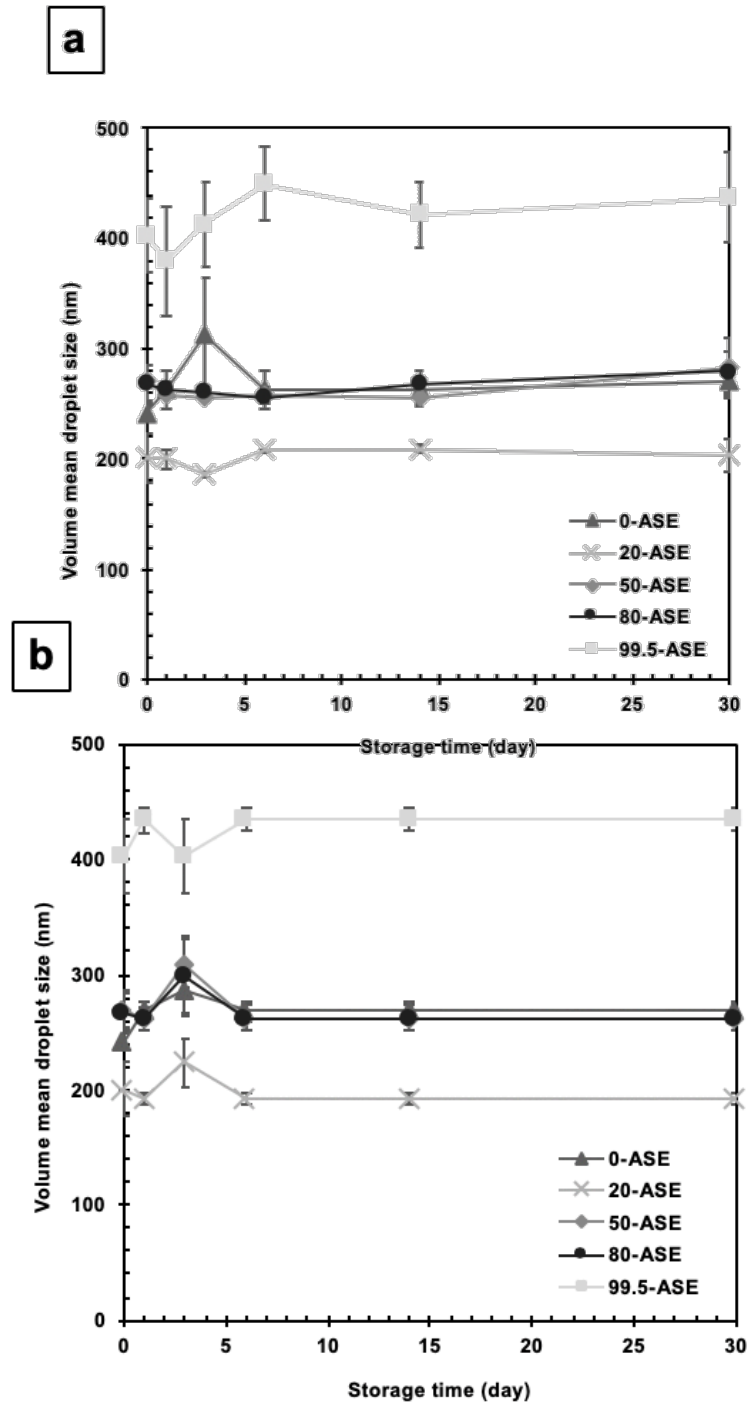 a
500
400
300
200
100
0
Volume mean droplet size (nm)
0-ASE
20-ASE
50-ASE
80-ASE
99.5-ASE
0 5 10 15 20 25 30
Storage time (day)
b
500
400
300
200
100
0
Volume mean droplet size (nm)
0-ASE
20-ASE
50-ASE
80-ASE
99.5-ASE
0 5 10 15 20 25 30
Storage time (day)